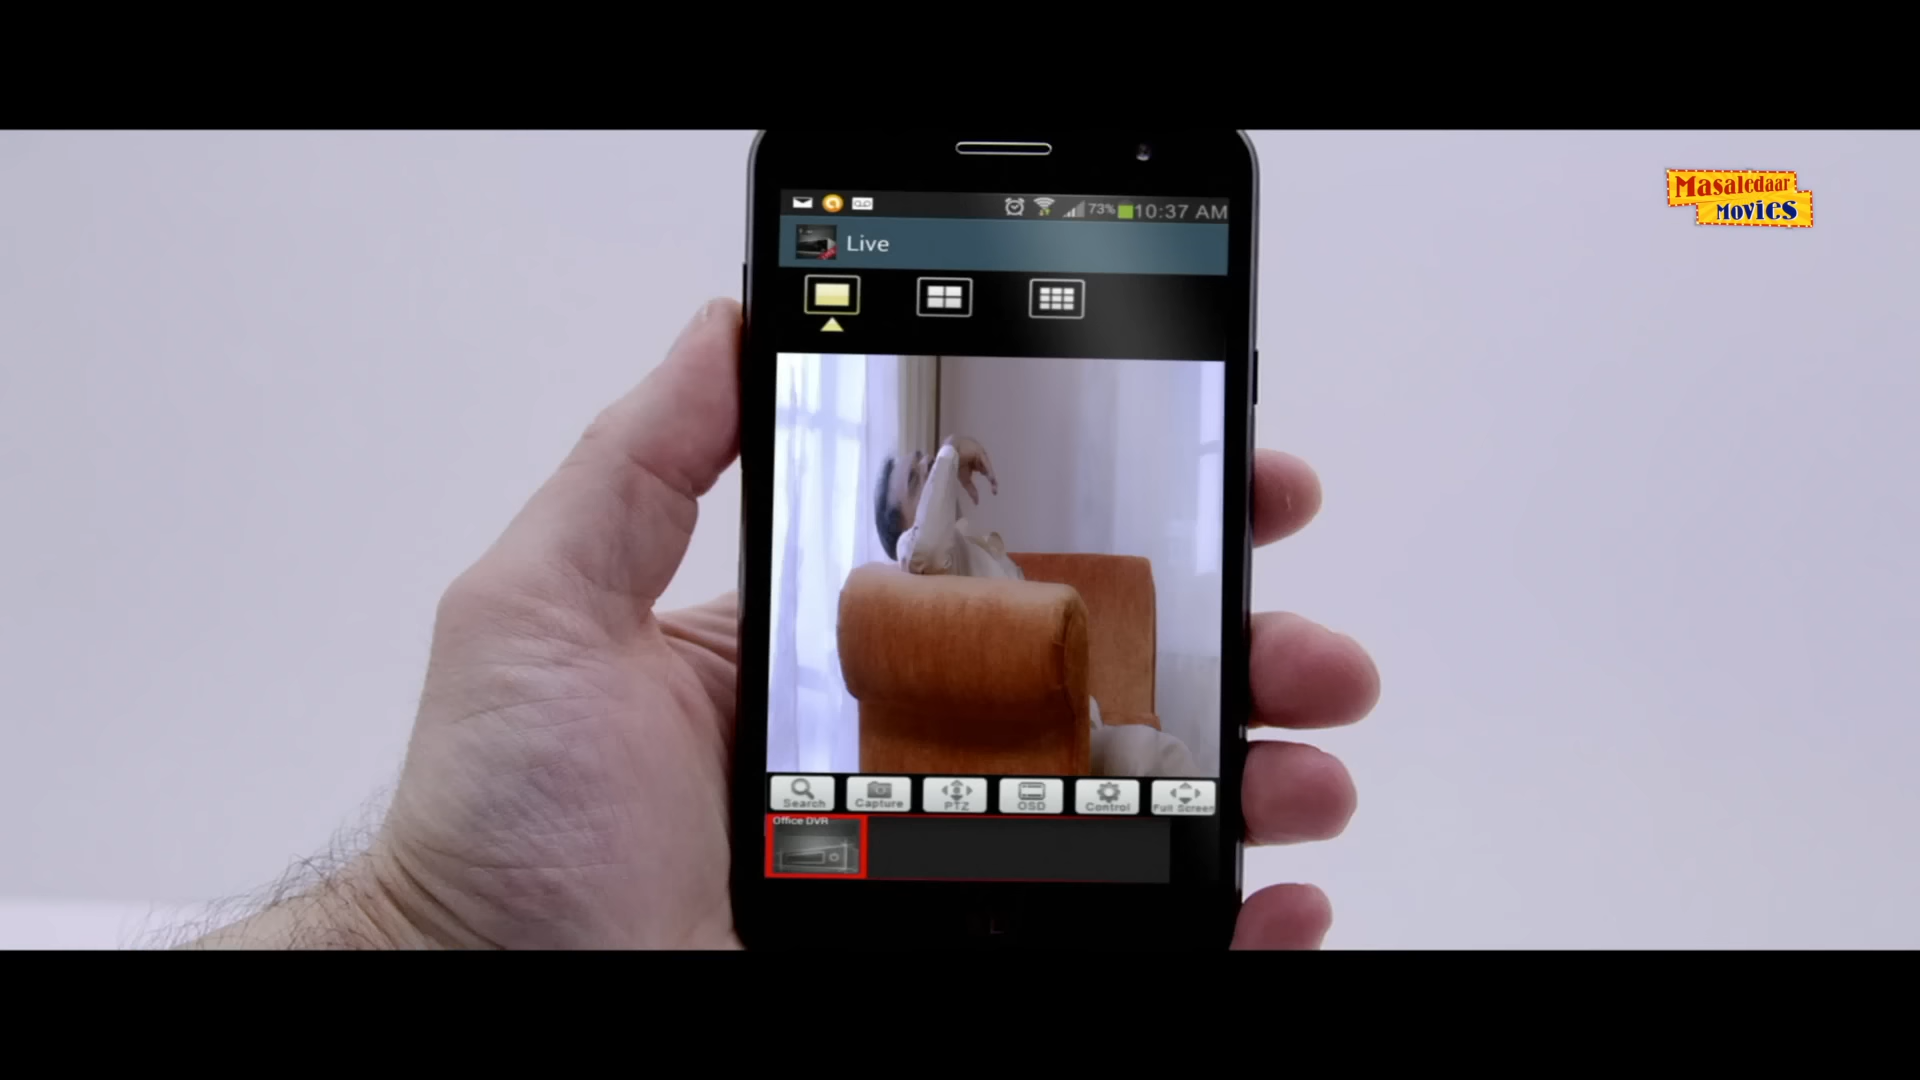 Masaledaar
Movies
73% 10:37 AM
Live
Search
Capture
PTZ
OSD
Control
Full Screen
Office DVR